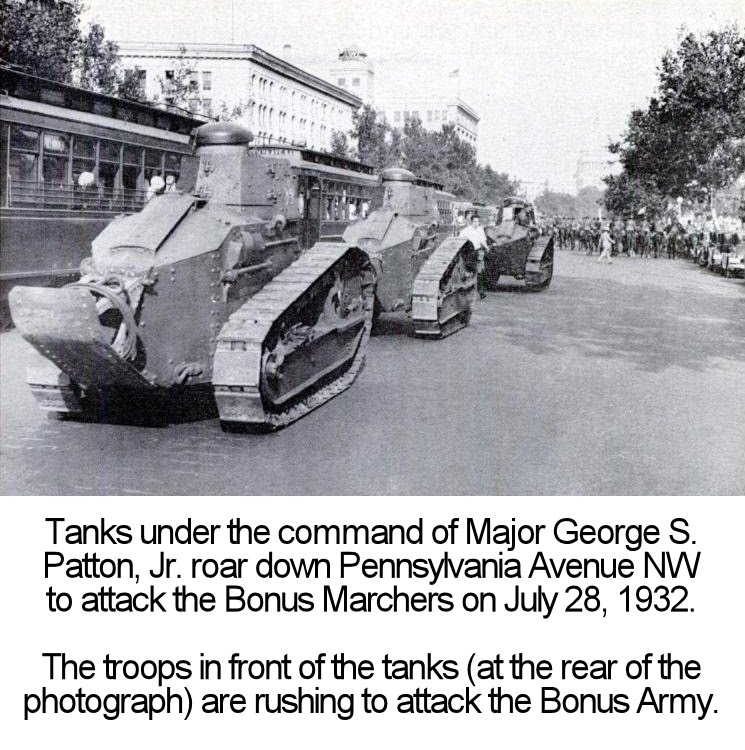 Tanks under the command of Major George S.
Patton, Jr. roar down Pennsylvania Avenue NW
to attack the Bonus Marchers on July 28, 1932.
The troops in front of the tanks (at the rear of the
photograph) are rushing to attack the Bonus Army.